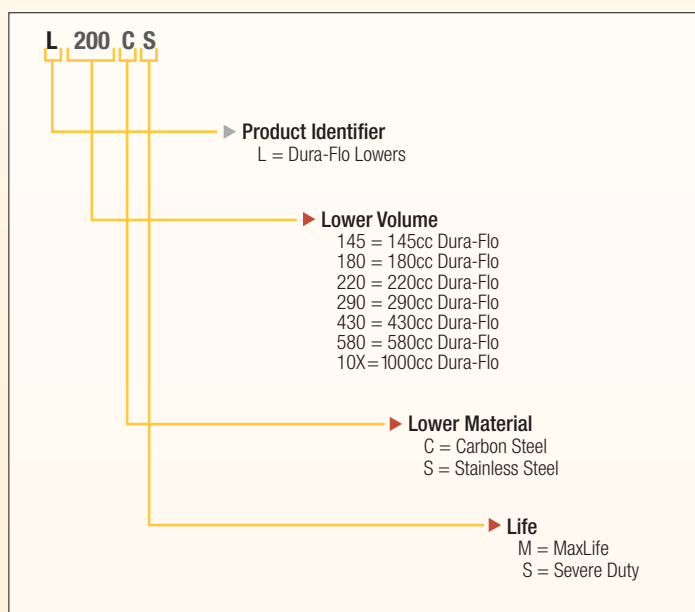 L 200 C S
Product Identifier
L = Dura-Flo Lowers
Lower Volume
145 = 145cc Dura-Flo
180 = 180cc Dura-Flo
220 = 220cc Dura-Flo
290 = 290cc Dura-Flo
430 = 430cc Dura-Flo
580 = 580cc Dura-Flo
10X=1000cc Dura-Flo
Lower Material
C = Carbon Steel
S = Stainless Steel
Life
M = MaxLife
S = Severe Duty